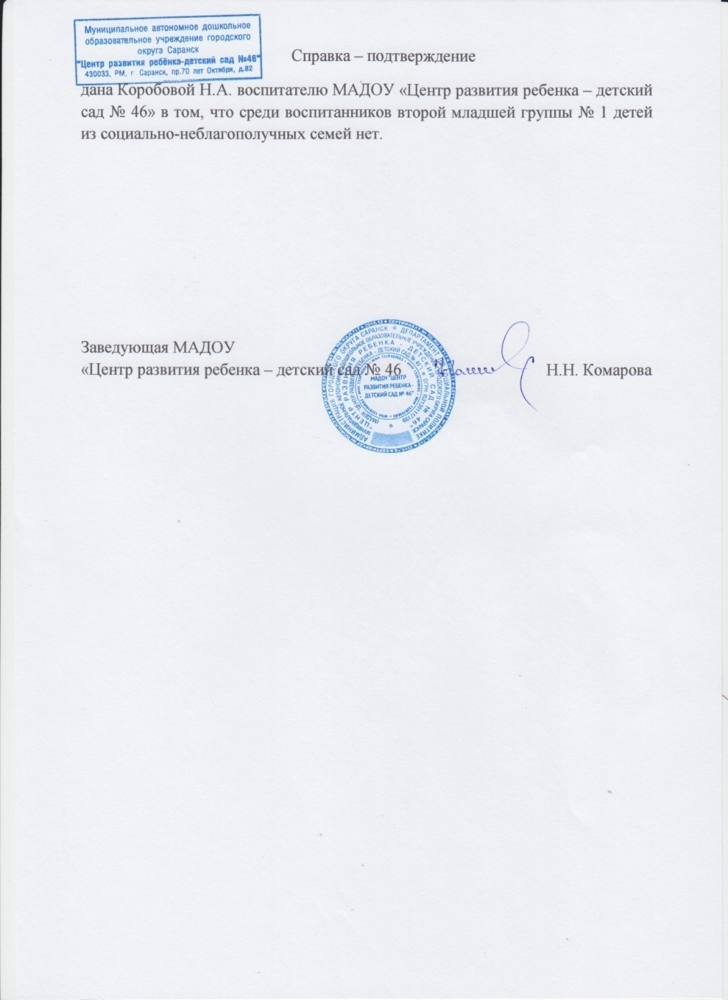 Муниципальное автономное дошкольное
образовательное учреждение городского
округа Саранск
"Центр развития ребёнка-детский сад №46"
430033, РМ, г Саранск, пр.70 лет Октября, д.82
Справка – подтверждение
дана Коробовой Н.А. воспитателю МАДОУ «Центр развития ребенка – детский
сад № 46» в том, что среди воспитанников второй младшей группы № 1 детей
из социально-неблагополучных семей нет.
Заведующая МАДОУ
«Центр развития ребенка – детский сад № 46
Н.Н. Комарова
МАДОУ "ЦЕНТР
РАЗВИТИЯ РЕБЕНКА -
ДЕТСКИЙ САД № 46"